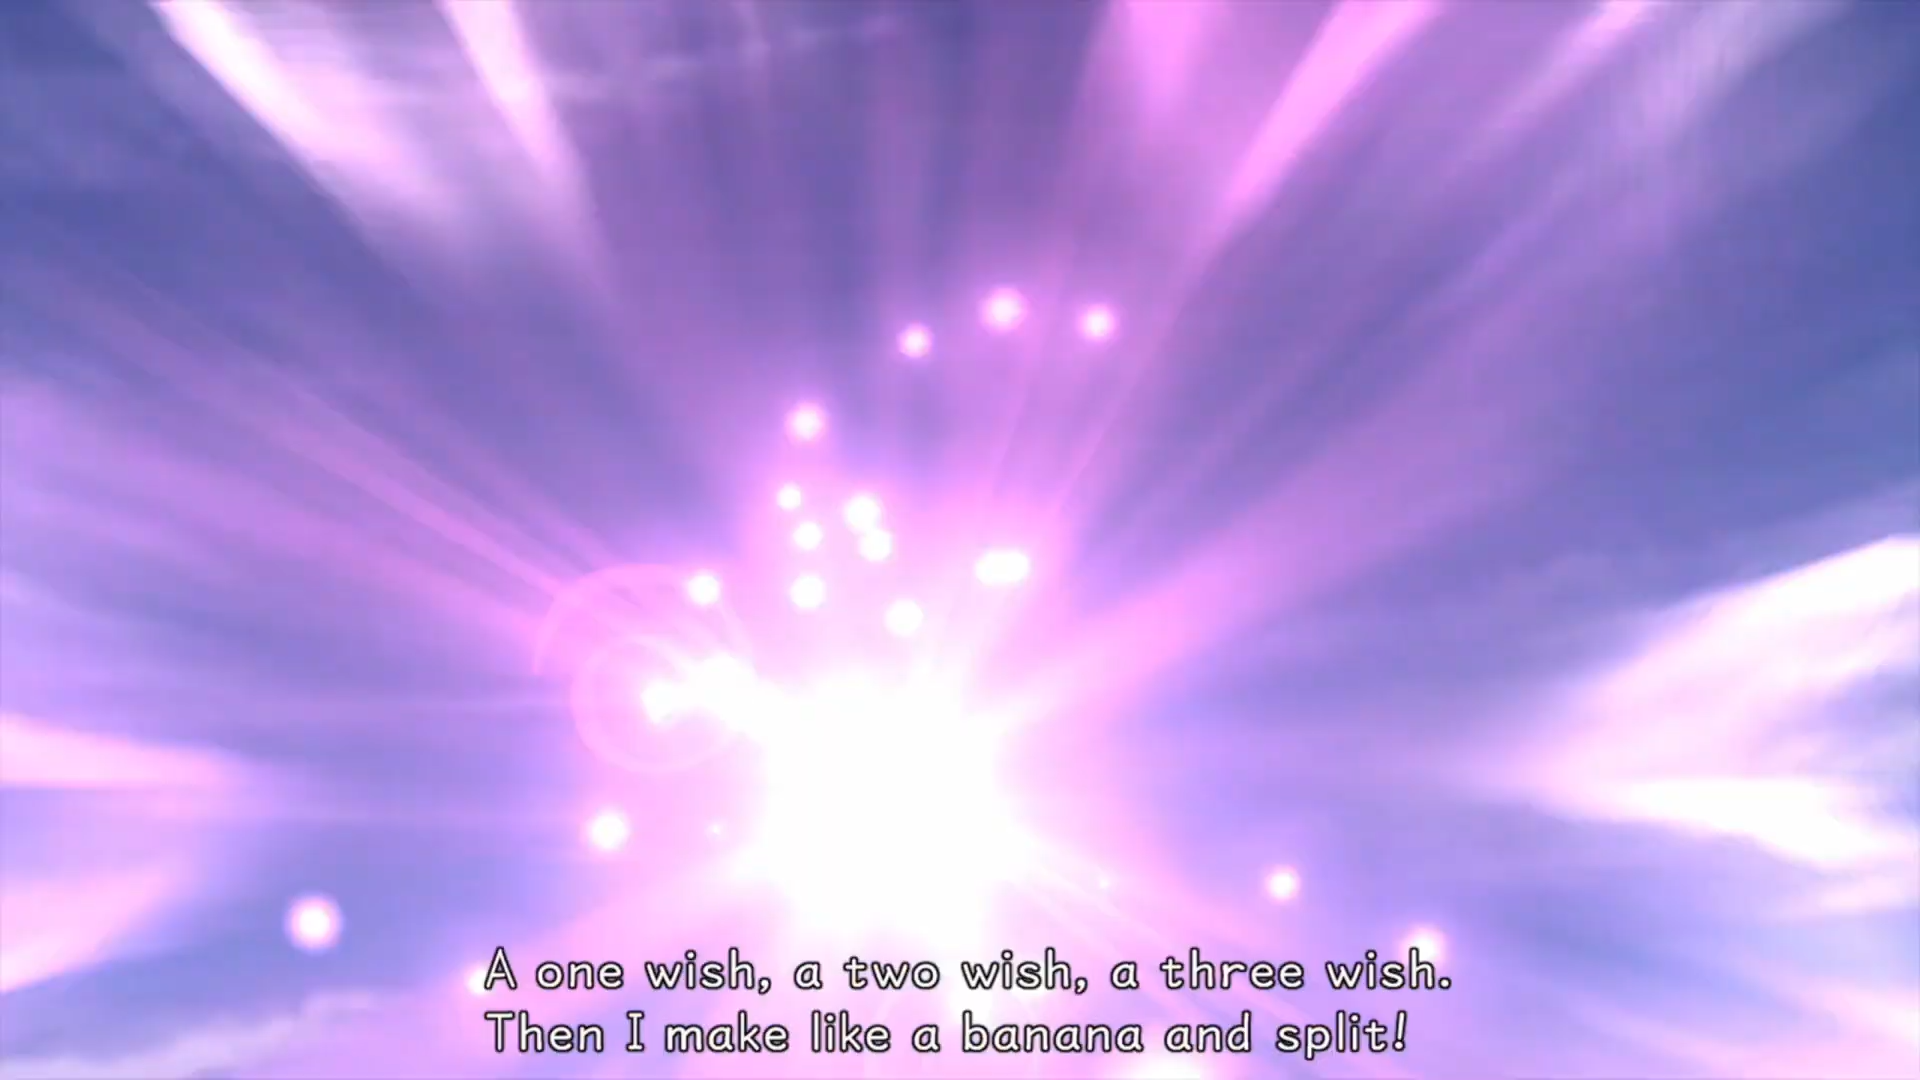 A one wish, a two wish, a three wish.
Then I make like a banana and split!